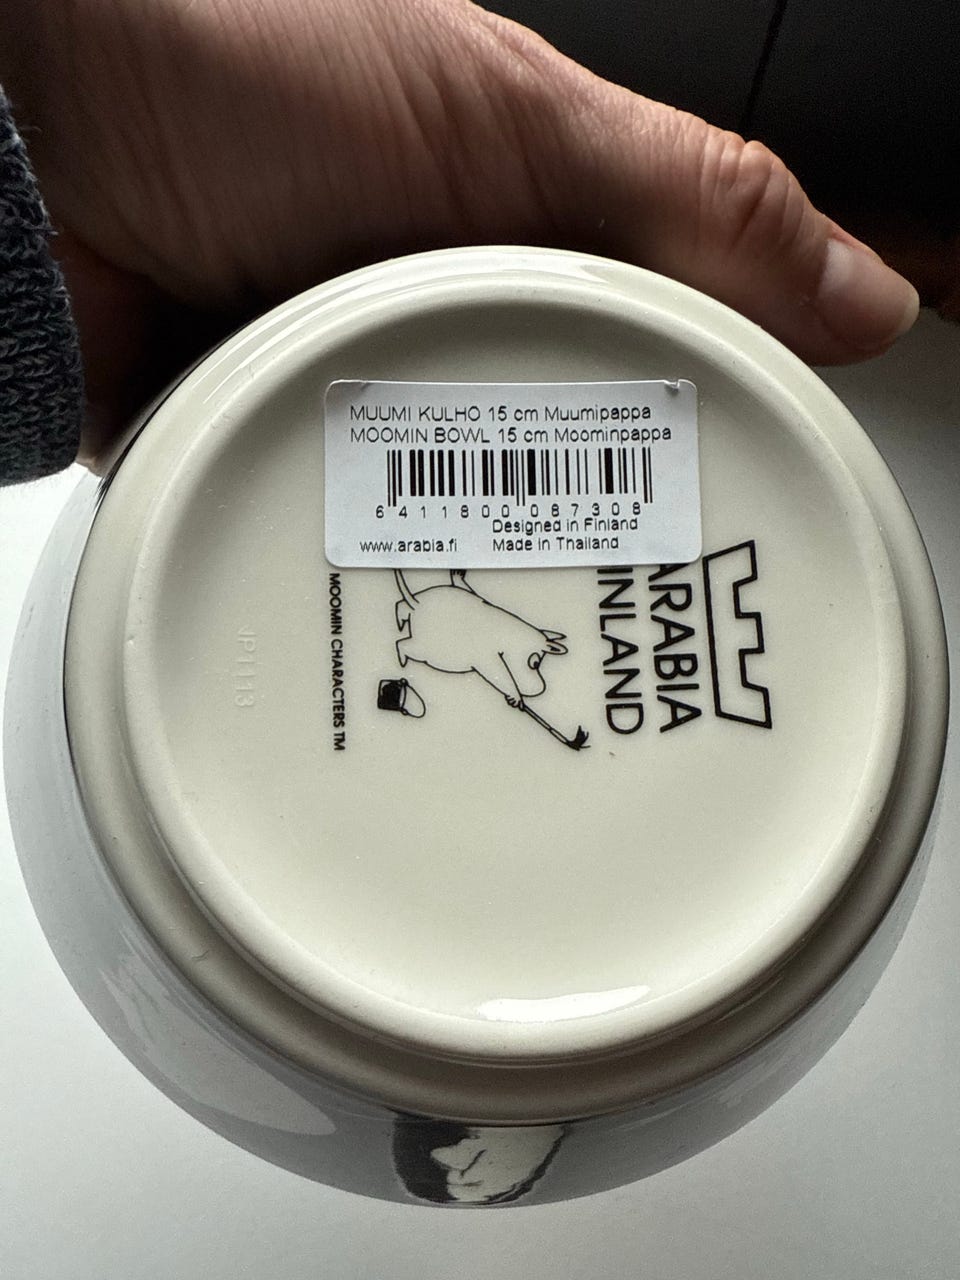 MUUMI KULHO 15 cm Muumipappa
MOOMIN BOWL 15 cm Moominpappa
6 411800 087308
Designed in Finland
www.arabia.fi Made in Thailand
ARABIA
INLAND
MOOMIN CHARACTERS TM